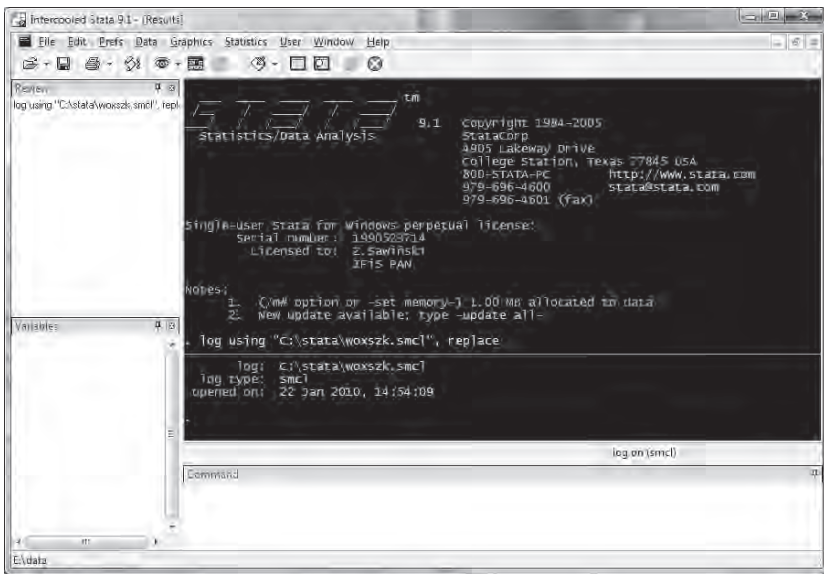 Intercooled Stata 9.1 - [Results]
File Edit Prefs Data Graphics Statistics User Window Help
Review
log using "C:\stata\woxszk.smcl", repl
STATA tm
Statistics/Data Analysis
9.1 Copyright 1984-2005
StataCorp
4905 Lakeway Drive
College Station, Texas 77845 USA
800-STATA-PC http://www.stata.com
979-696-4600 stata@stata.com
979-696-4601 (fax)
Single-user Stata for Windows perpetual license:
Serial number: 1990529714
Licensed to: Z.Sawiński
IFiS PAN
Notes:
1. (/m# option or -set memory-) 1.00 MB allocated to data
2. New update available; type -update all-
. log using "C:\stata\woxszk.smcl", replace
log: C:\stata\woxszk.smcl
log type: smcl
opened on: 22 Jan 2010, 14:54:09
.
Variables
log on (smcl)
Command
E:\data